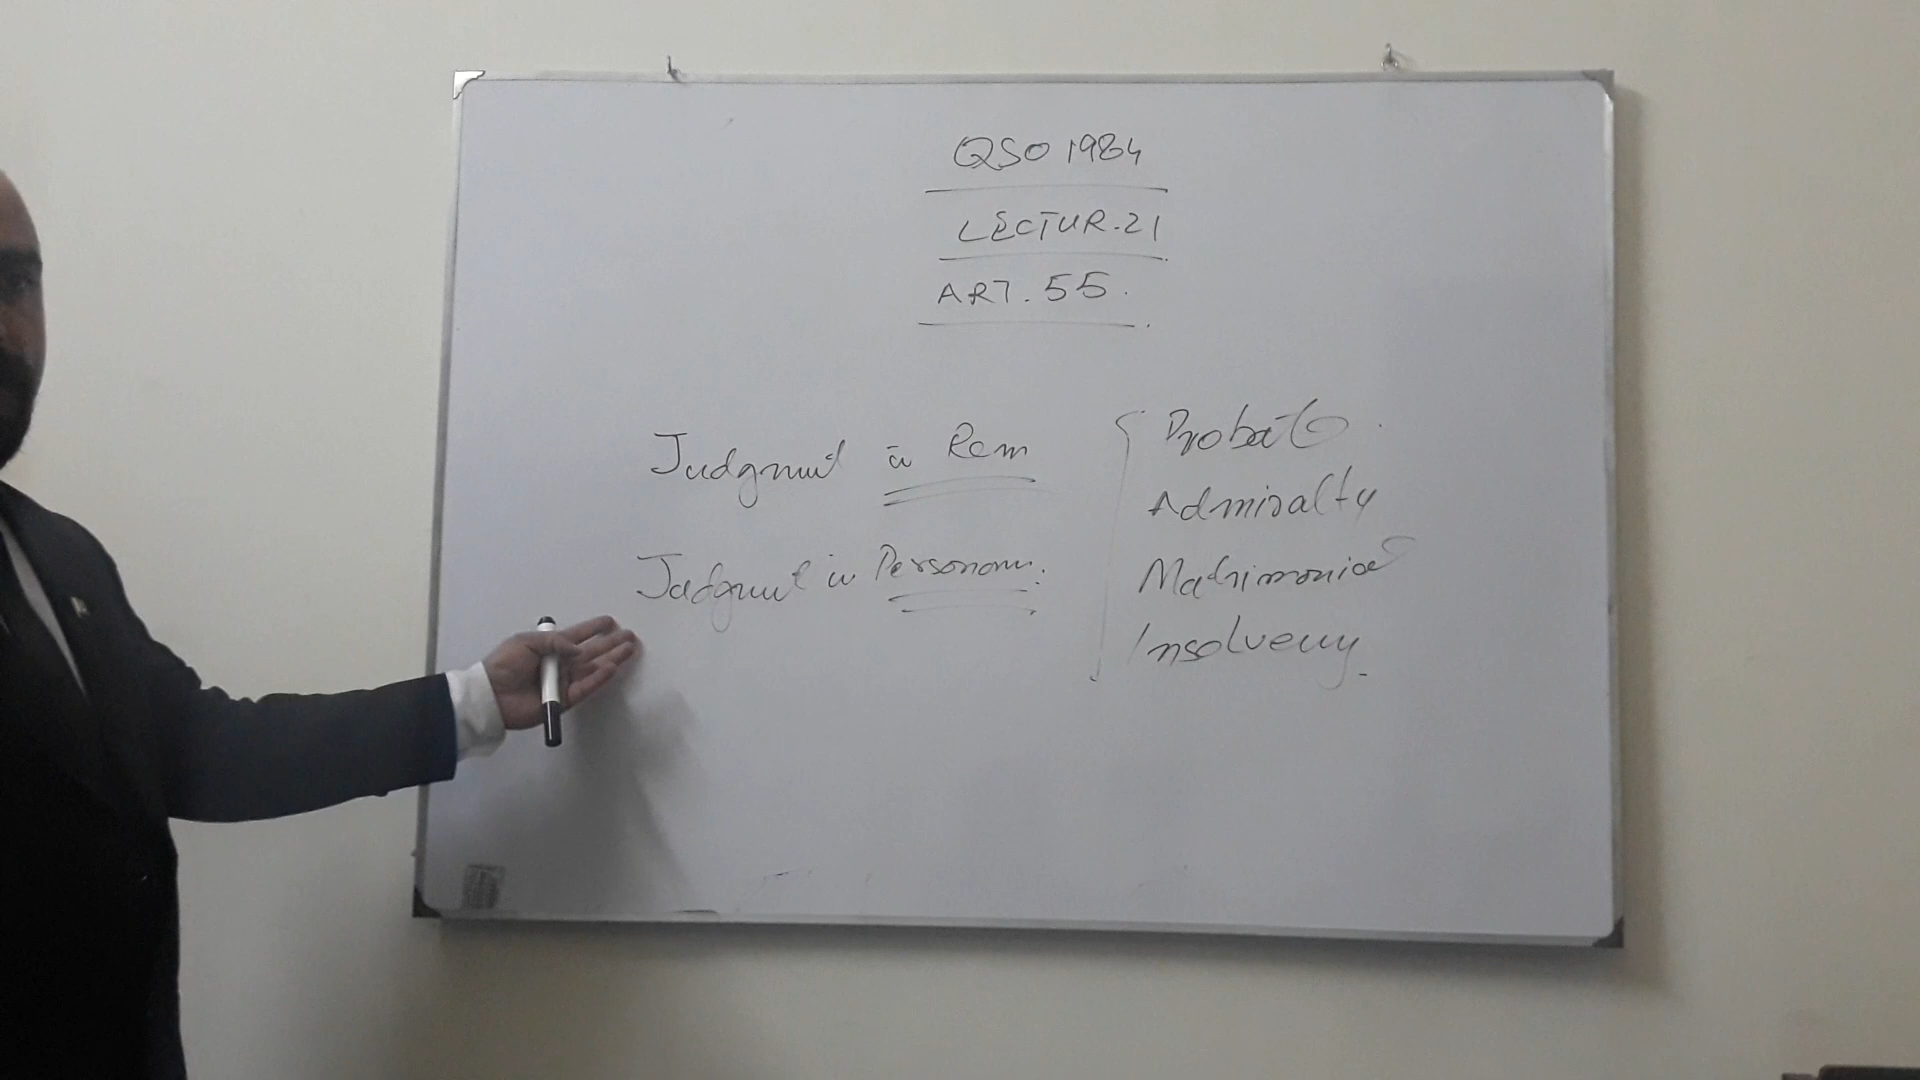 QSO 1984
LECTUR.21
ART. 55.
Judgment in Rem
Judgment in Personam.
Probate
Admiralty
Matrimonial
Insolvency